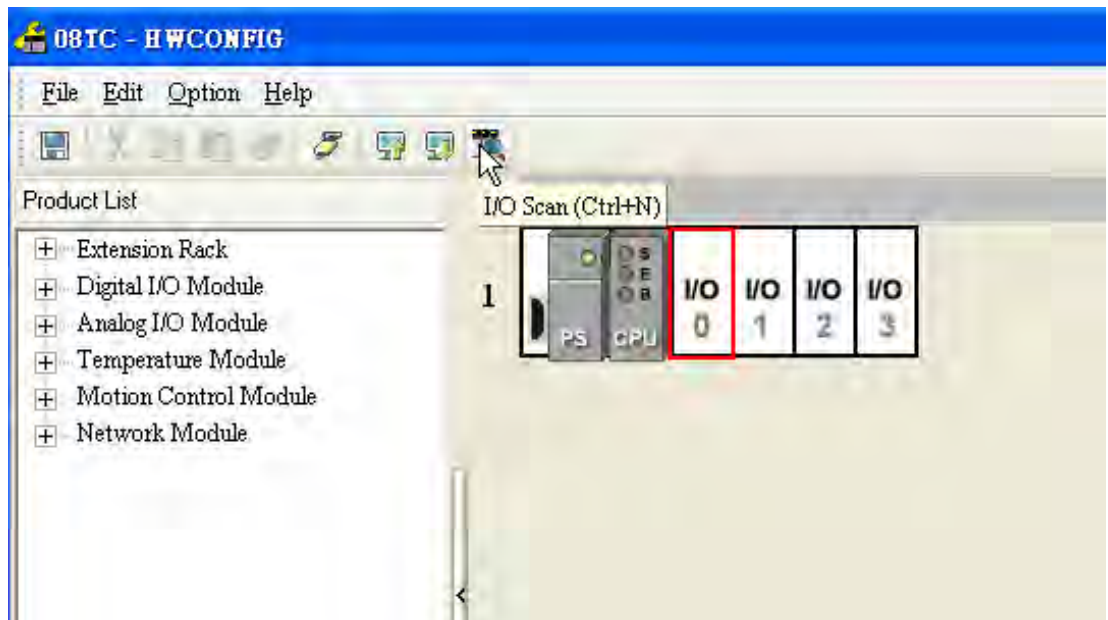 08TC - HWCONFIG
File Edit Option Help
Product List
I/O Scan (Ctrl+N)
Extension Rack
Digital I/O Module
Analog I/O Module
Temperature Module
Motion Control Module
Network Module
1
PS
CPU
S
E
B
I/O 0
I/O 1
I/O 2
I/O 3